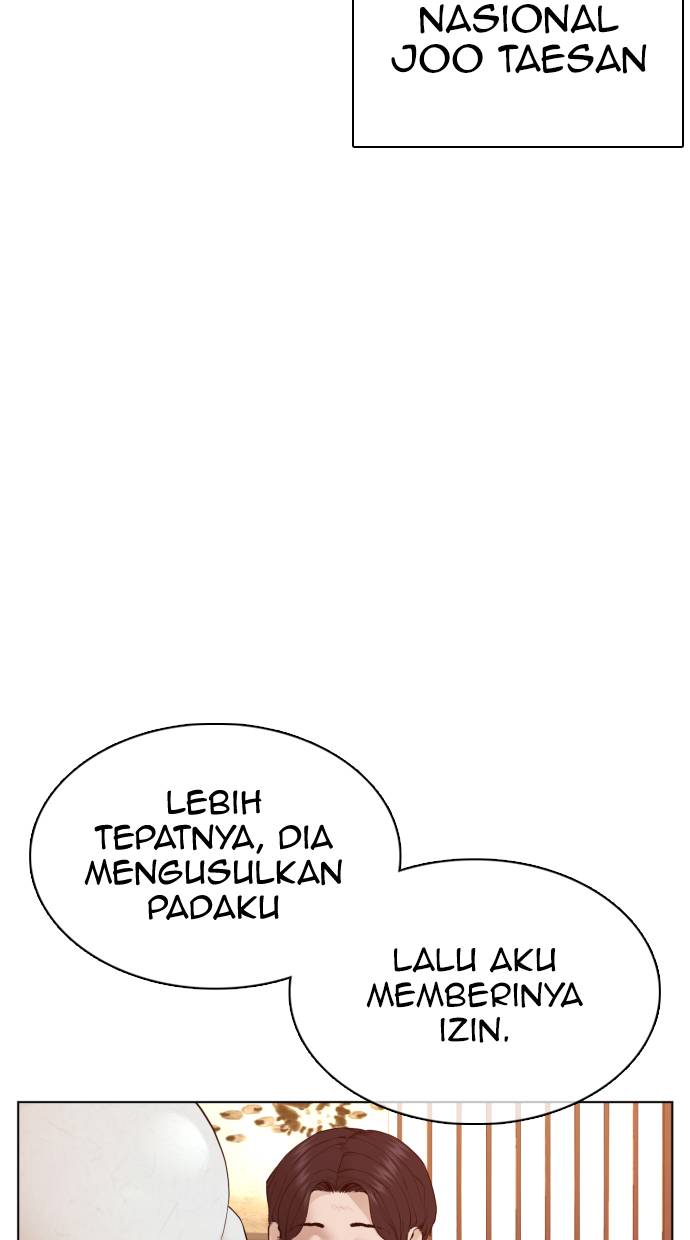 NASIONAL
JOO TAESAN
LEBIH
TEPATNYA, DIA
MENGUSULKAN
PADAKU
LALU AKU
MEMBERINYA
IZIN.